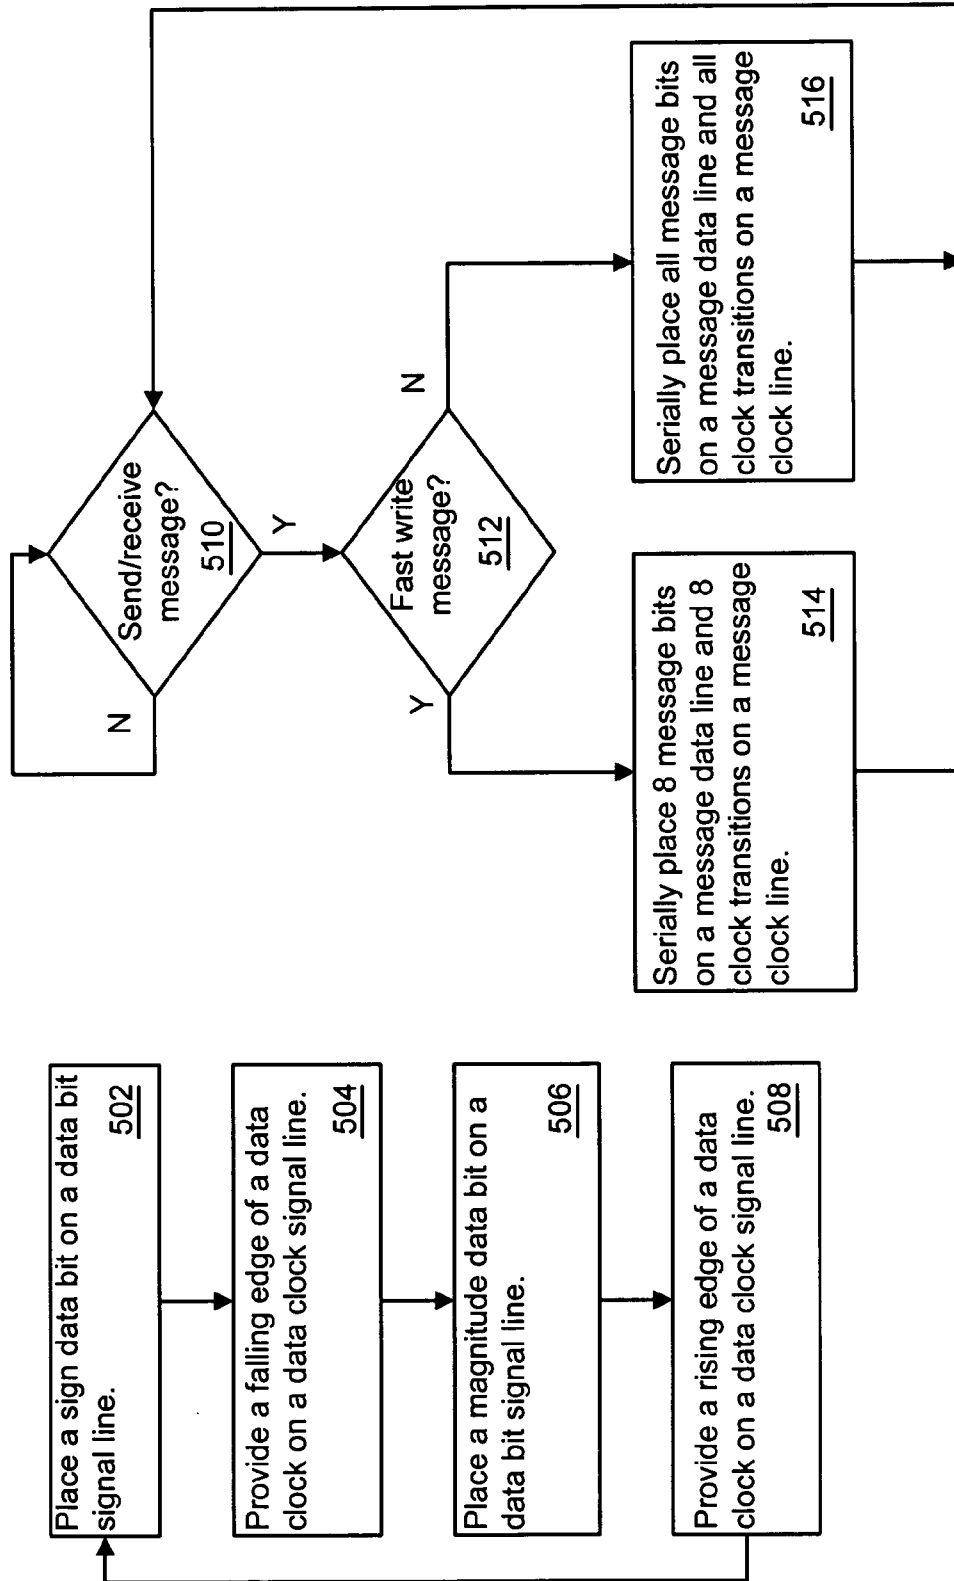 Place a sign data bit on a data bit
signal line.
502
Provide a falling edge of a data
clock on a data clock signal line.
504
Place a magnitude data bit on a
data bit signal line.
506
Provide a rising edge of a data
clock on a data clock signal line.
508
Send/receive
message?
510
N
Y
Fast write
message?
512
Y
N
Serially place 8 message bits
on a message data line and 8
clock transitions on a message
clock line.
514
Serially place all message bits
on a message data line and all
clock transitions on a message
clock line.
516